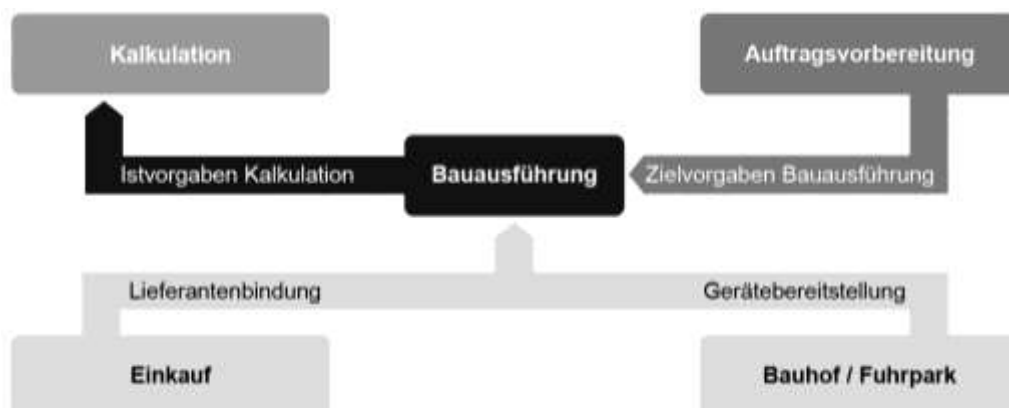 Kalkulation
Auftragsvorbereitung
Istvorgaben Kalkulation
Bauausführung
Zielvorgaben Bauausführung
Lieferantenbindung
Gerätebereitstellung
Einkauf
Bauhof / Fuhrpark